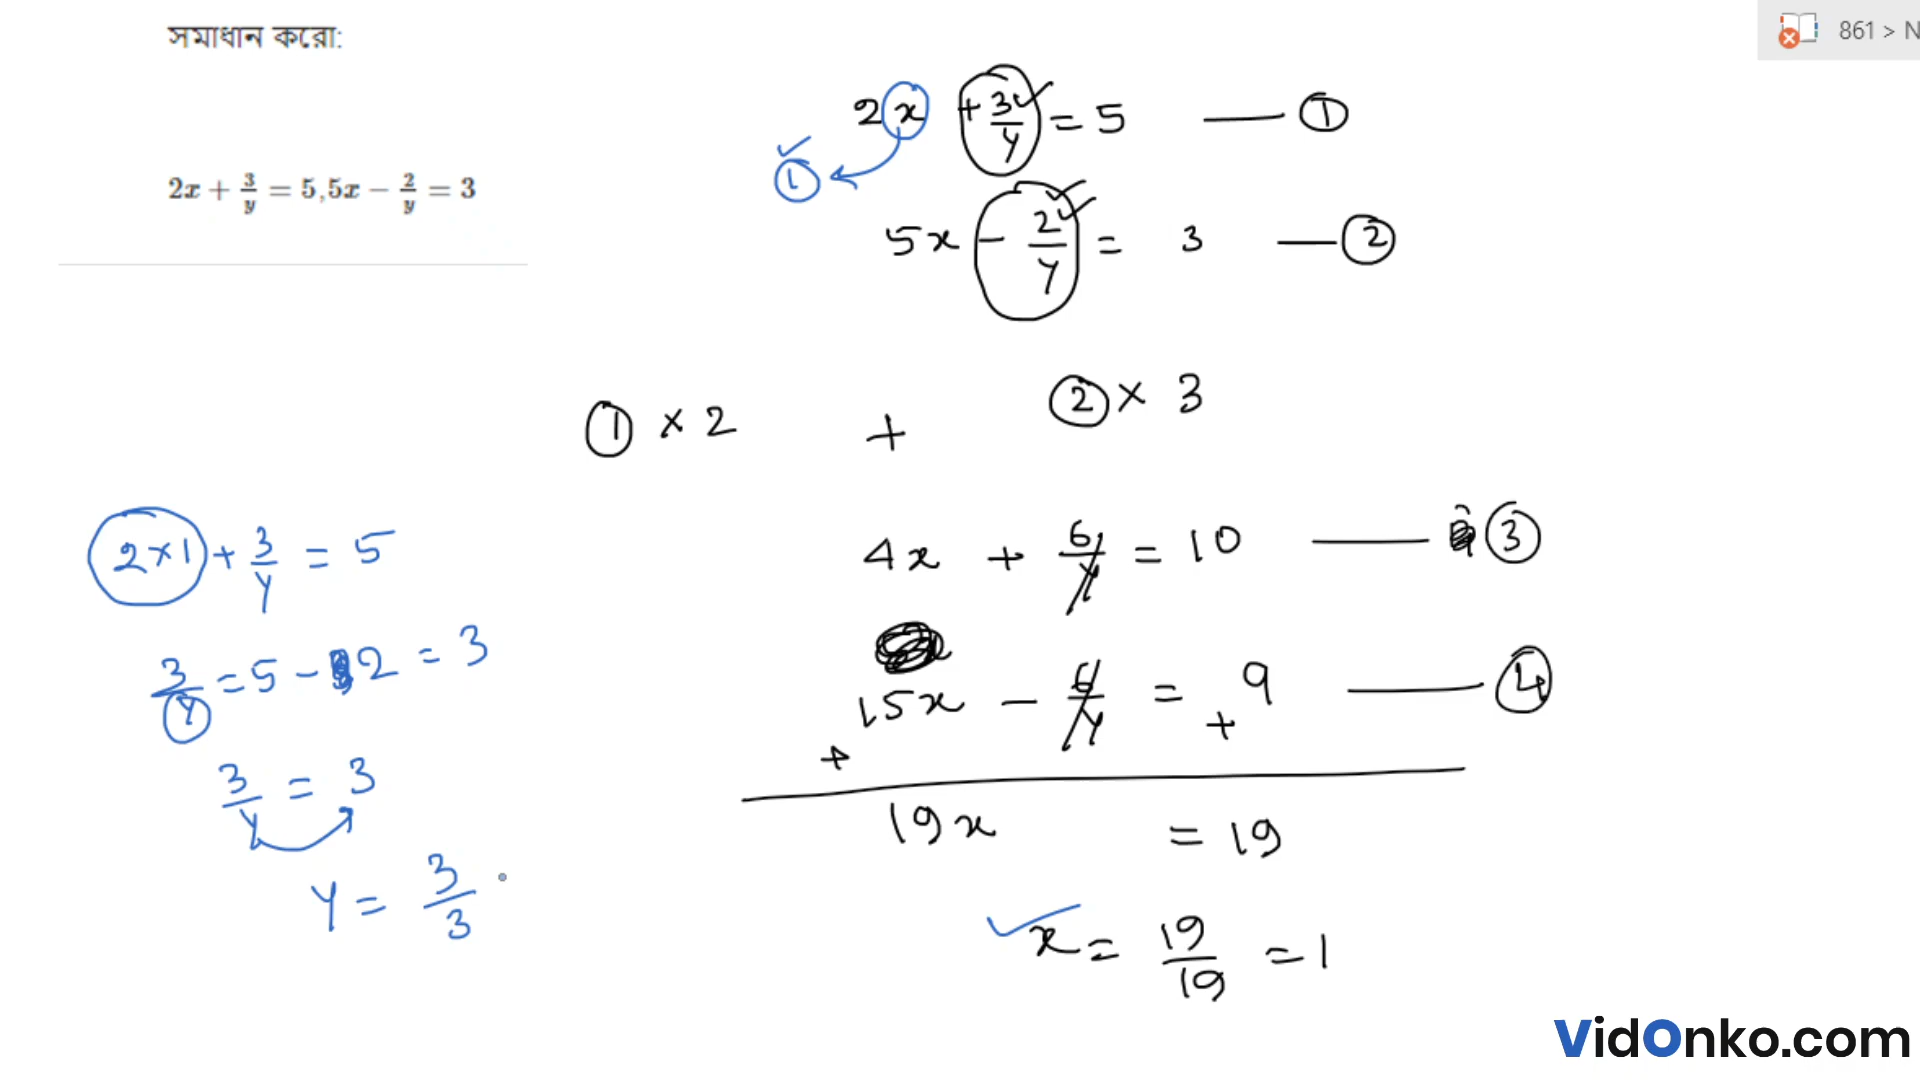 সমাধান করো:
861 > N
2x + 3/y = 5, 5x − 2/y = 3
2x + 3/y = 5 — ①
①
5x − 2/y = 3 — ②
① × 2 + ② × 3
4x + 6/y = 10 — ③
15x − 6/y = 9 — ④
+ +
19x = 19
x = 19/19 = 1
2×1 + 3/y = 5
3/y = 5 − 2 = 3
3/y = 3
y = 3/3
VidOnko.com